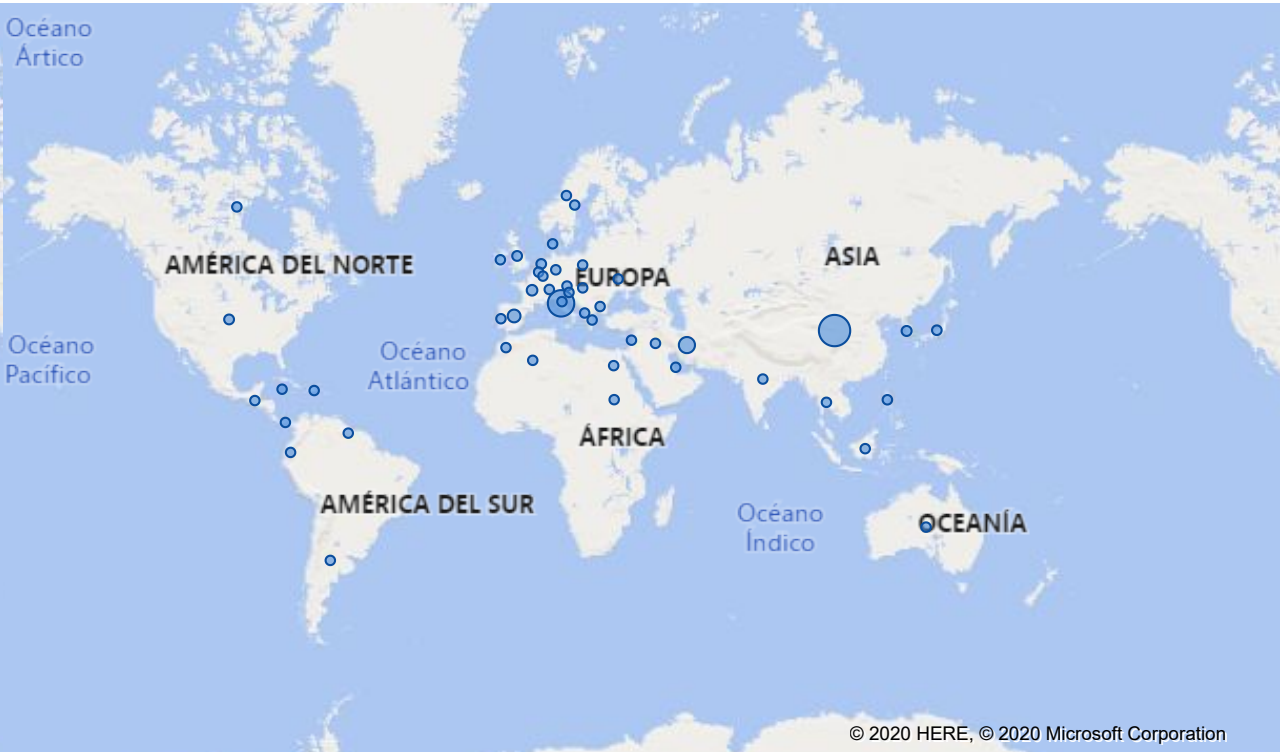 Océano
Ártico
AMÉRICA DEL NORTE
ASIA
EUROPA
Océano
Pacífico
Océano
Atlántico
ÁFRICA
AMÉRICA DEL SUR
Océano
Índico
OCEANÍA
© 2020 HERE, © 2020 Microsoft Corporation